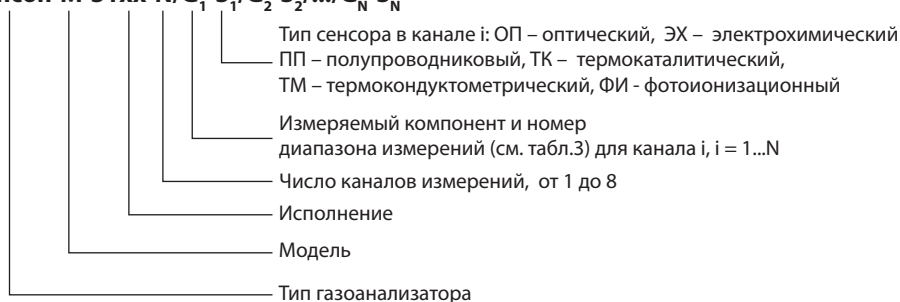 Тип сенсора в канале i: ОП – оптический, ЭХ – электрохимический
ПП – полупроводниковый, ТК – термокаталитический,
ТМ – термокондуктометрический, ФИ - фотоионизационный
Измеряемый компонент и номер
диапазона измерений (см. табл.3) для канала i, i = 1...N
Число каналов измерений, от 1 до 8
Исполнение
Модель
Тип газоанализатора